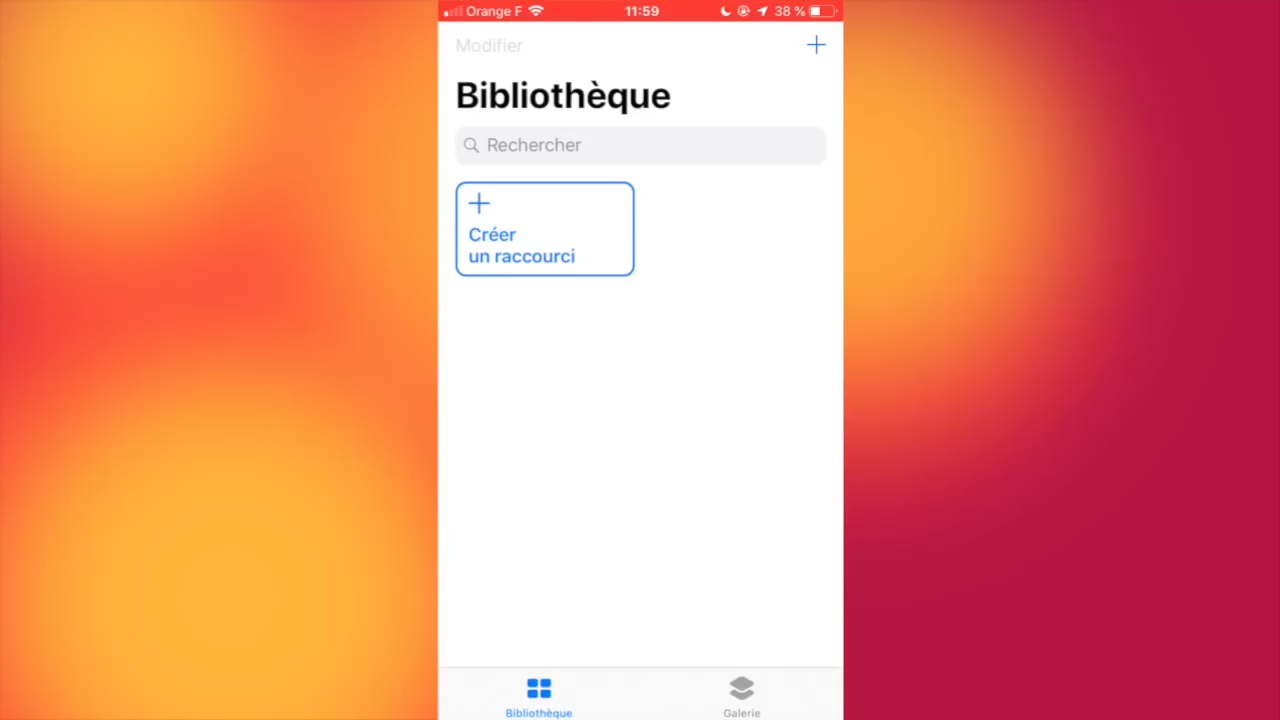 Orange F 11:59 38 %
Modifier
Bibliothèque
Rechercher
Créer
un raccourci
Bibliothèque Galerie